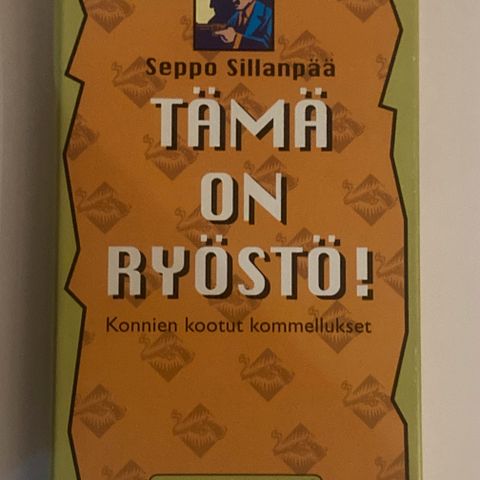 Seppo Sillanpää
TÄMÄ
ON
RYÖSTÖ!
Konnien kootut kommellukset